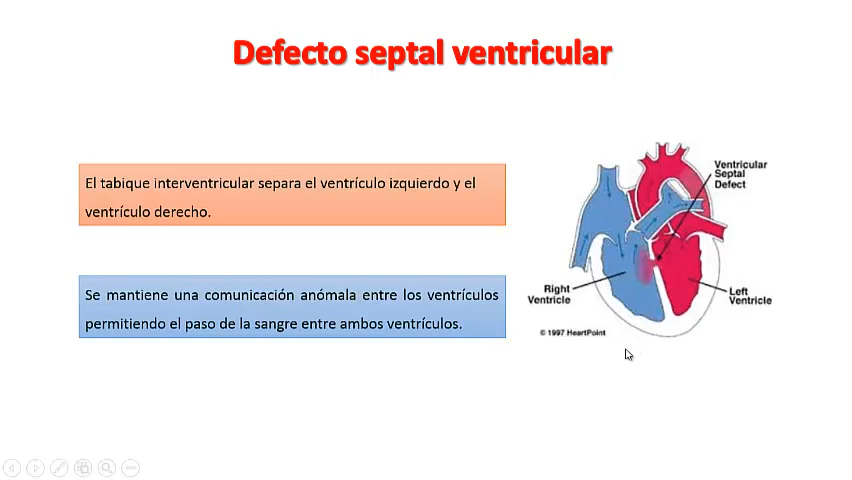 Defecto septal ventricular
El tabique interventricular separa el ventrículo izquierdo y el
ventrículo derecho.
Se mantiene una comunicación anómala entre los ventrículos
permitiendo el paso de la sangre entre ambos ventrículos.
Ventricular
Septal
Defect
Right
Ventricle
Left
Ventricle
© 1997 HeartPoint